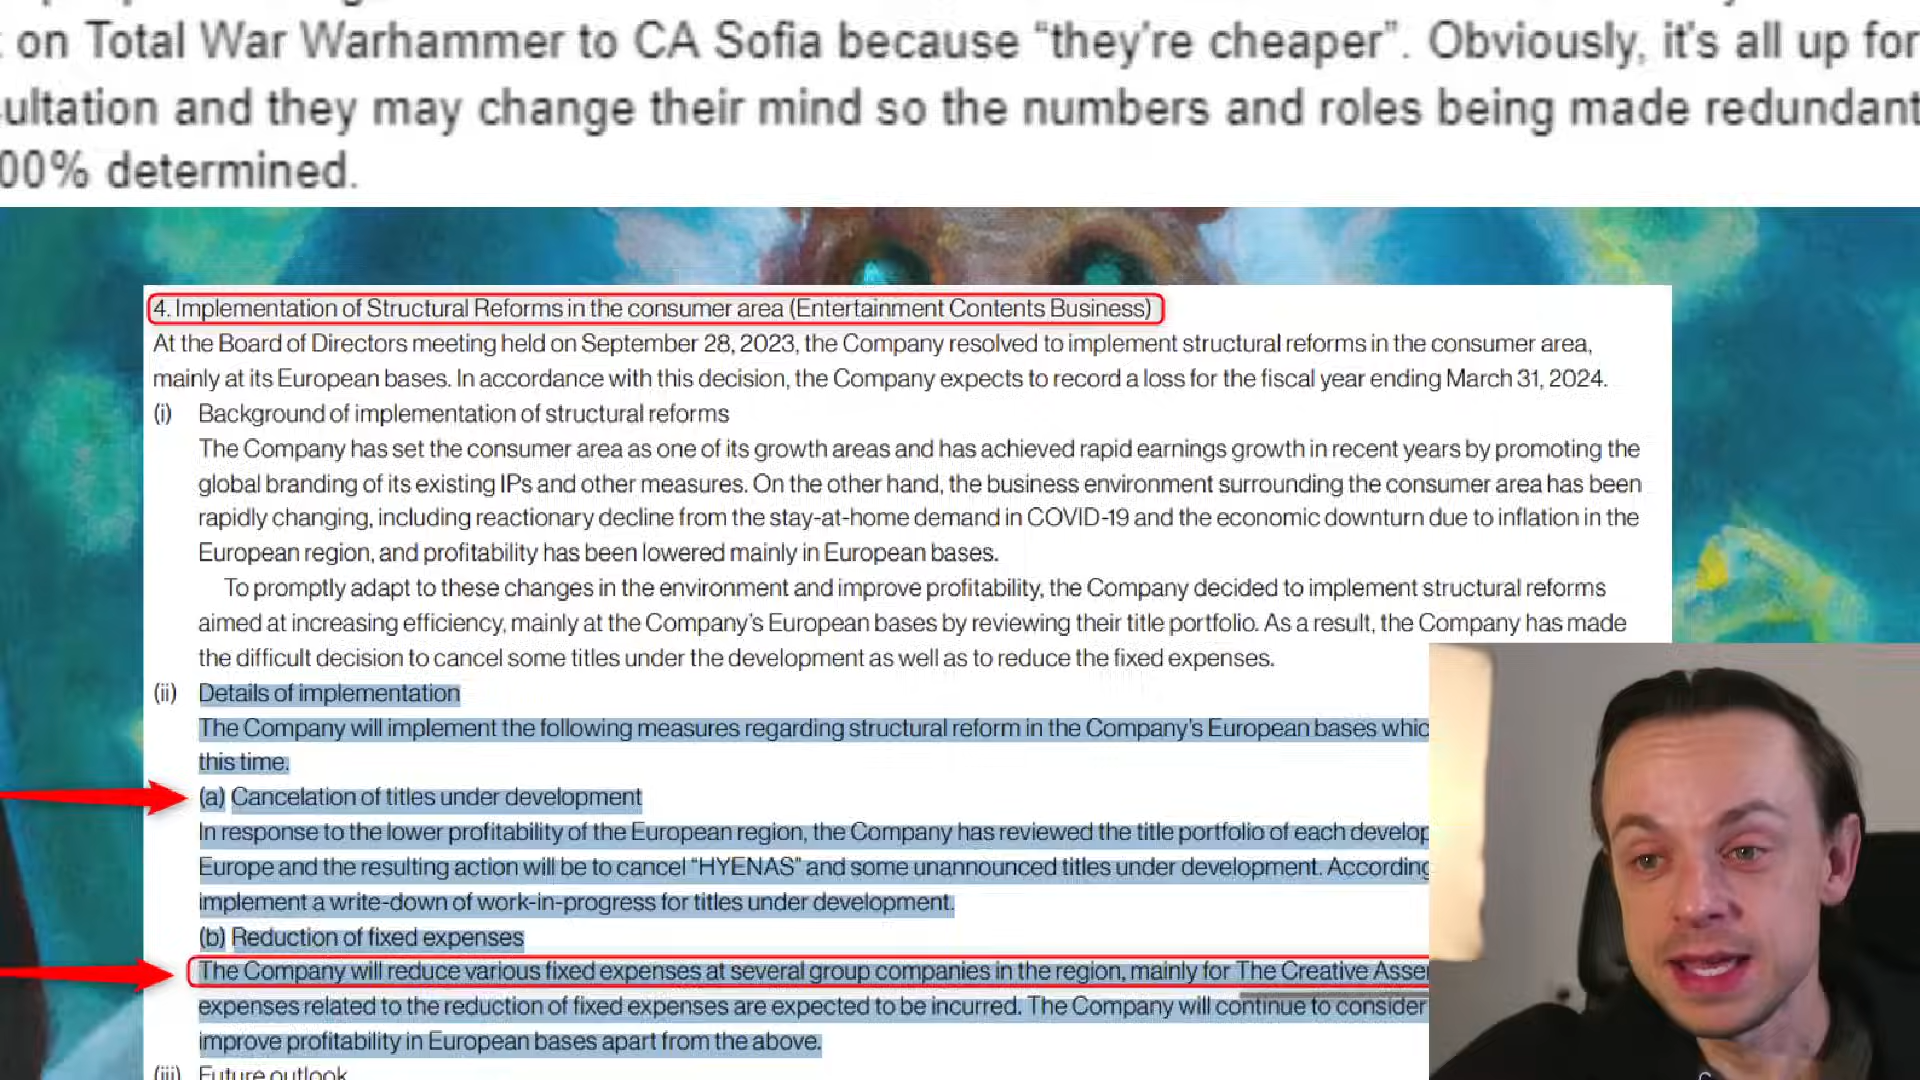 on Total War Warhammer to CA Sofia because “they're cheaper”. Obviously, it's all up for
ultation and they may change their mind so the numbers and roles being made redundant
00% determined.
4. Implementation of Structural Reforms in the consumer area (Entertainment Contents Business)
At the Board of Directors meeting held on September 28, 2023, the Company resolved to implement structural reforms in the consumer area,
mainly at its European bases. In accordance with this decision, the Company expects to record a loss for the fiscal year ending March 31, 2024.
(i) Background of implementation of structural reforms
The Company has set the consumer area as one of its growth areas and has achieved rapid earnings growth in recent years by promoting the
global branding of its existing IPs and other measures. On the other hand, the business environment surrounding the consumer area has been
rapidly changing, including reactionary decline from the stay-at-home demand in COVID-19 and the economic downturn due to inflation in the
European region, and profitability has been lowered mainly in European bases.
To promptly adapt to these changes in the environment and improve profitability, the Company decided to implement structural reforms
aimed at increasing efficiency, mainly at the Company's European bases by reviewing their title portfolio. As a result, the Company has made
the difficult decision to cancel some titles under the development as well as to reduce the fixed expenses.
(ii) Details of implementation
The Company will implement the following measures regarding structural reform in the Company's European bases whic
this time.
(a) Cancelation of titles under development
In response to the lower profitability of the European region, the Company has reviewed the title portfolio of each develop
Europe and the resulting action will be to cancel “HYENAS” and some unannounced titles under development. According
implement a write-down of work-in-progress for titles under development.
(b) Reduction of fixed expenses
The Company will reduce various fixed expenses at several group companies in the region, mainly for The Creative Asse
expenses related to the reduction of fixed expenses are expected to be incurred. The Company will continue to consider
improve profitability in European bases apart from the above.
(iii) Future outlook